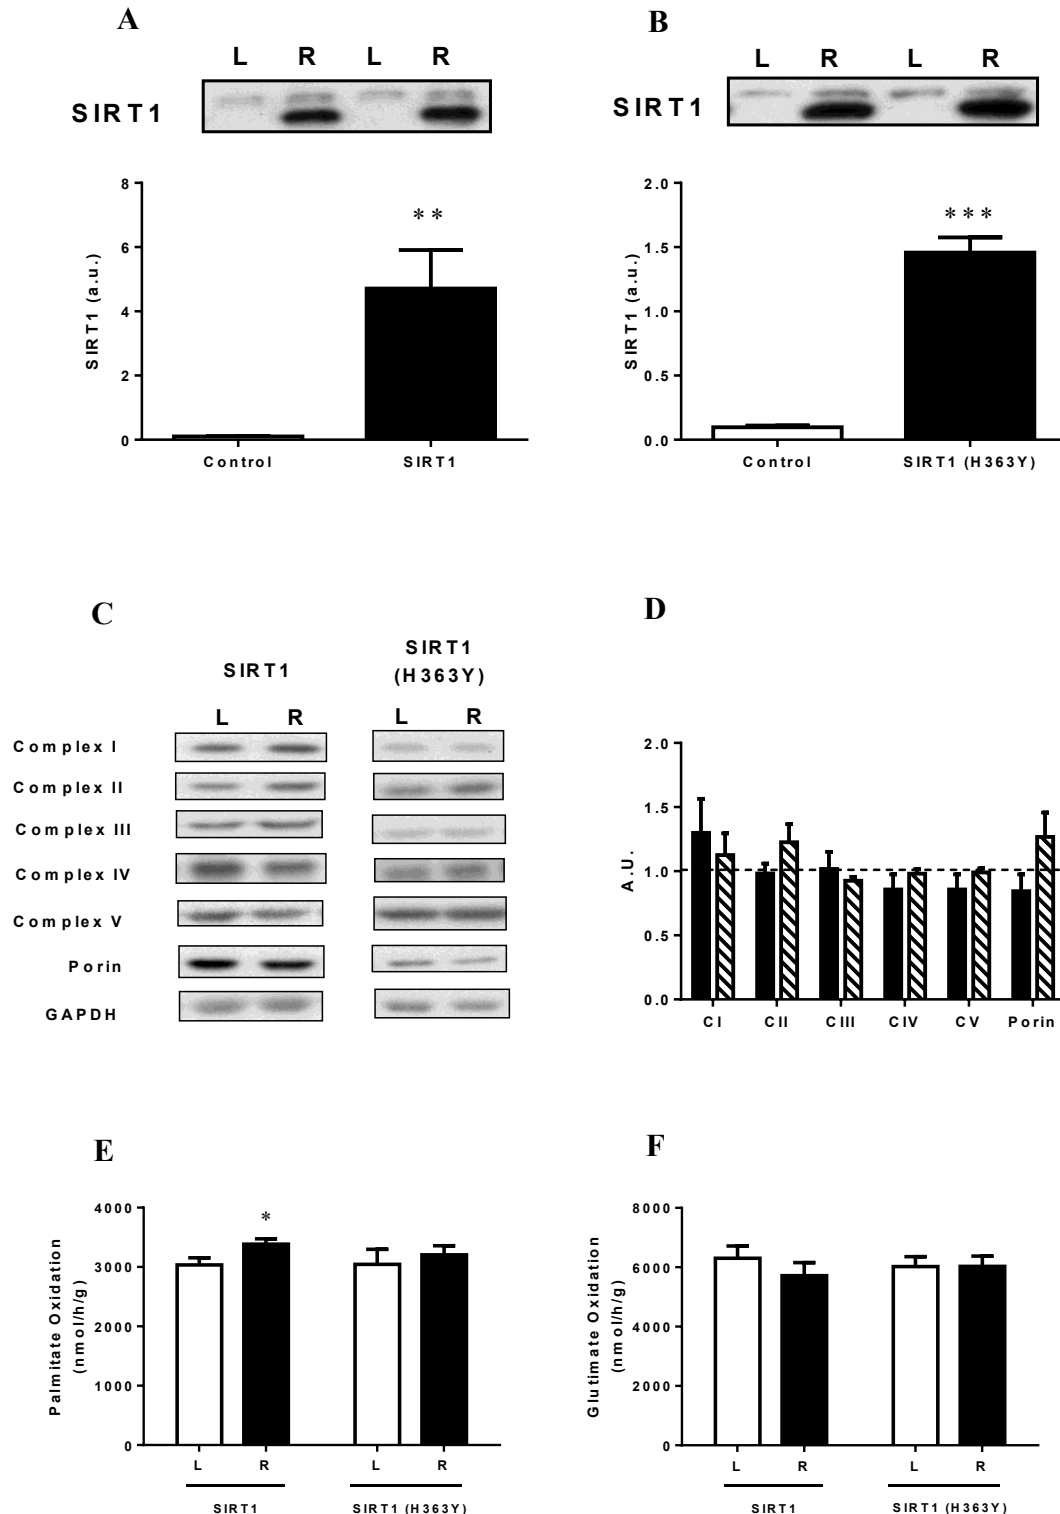 A
L R L R
SIRT1
8
6
4
2
0
SIRT1 (a.u.)
**
Control SIRT1
B
L R L R
SIRT1
2.0
1.5
1.0
0.5
0.0
SIRT1 (a.u.)
***
Control SIRT1 (H363Y)
C
SIRT1
SIRT1
(H363Y)
L R L R
Complex I
Complex II
Complex III
Complex IV
Complex V
Porin
GAPDH
D
2.0
1.5
1.0
0.5
0.0
A.U.
CI CII CIII CIV CV Porin
E
4000
3000
2000
1000
0
Palmitate Oxidation
(nmol/h/g)
*
L R L R
SIRT1 SIRT1 (H363Y)
F
8000
6000
4000
2000
0
Glutimate Oxidation
(nmol/h/g)
L R L R
SIRT1 SIRT1 (H363Y)